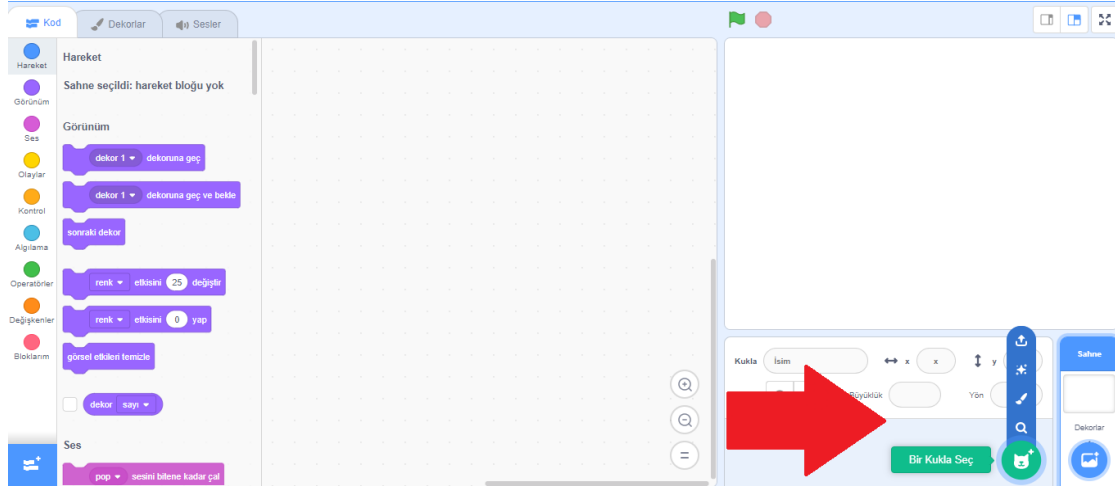 Kod
Dekorlar
Sesler
Hareket
Görünüm
Ses
Olaylar
Kontrol
Algılama
Operatörler
Değişkenler
Bloklarım
Hareket
Sahne seçildi: hareket bloğu yok
Görünüm
dekor 1 dekoruna geç
dekor 1 dekoruna geç ve bekle
sonraki dekor
renk etkisini 25 değiştir
renk etkisini 0 yap
görsel etkileri temizle
dekor sayı
Ses
pop sesini bitene kadar çal
Kukla İsim x x y
Büyüklük Yön
Bir Kukla Seç
Sahne
Dekorlar